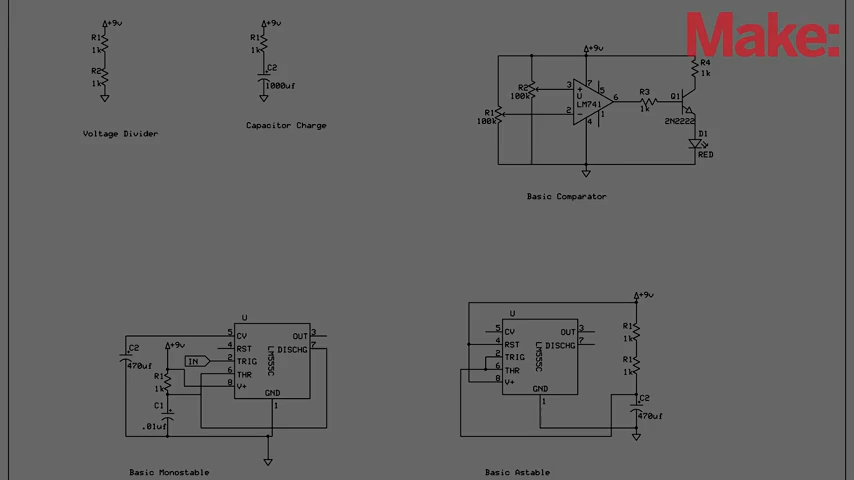 Make:
+9v
R1
1k
R2
1k
Voltage Divider
+9v
R1
1k
C2
1000uf
Capacitor Charge
+9v
R4
1k
R2
100k
R1
100k
3
2
+
-
U
LM741
7
5
6
1
4
R3
1k
Q1
2N2222
D1
RED
Basic Comparator
U
5 CV OUT 3
4 RST DISCHG 7
2 TRIG
6 THR
8 V+
LM555C
GND
1
C2
470uf
+9v
IN
R1
1k
C1
.01uf
Basic Monostable
+9v
U
5 CV OUT 3
4 RST DISCHG 7
2 TRIG
6 THR
8 V+
LM555C
GND
1
R1
1k
R1
1k
C2
470uf
Basic Astable